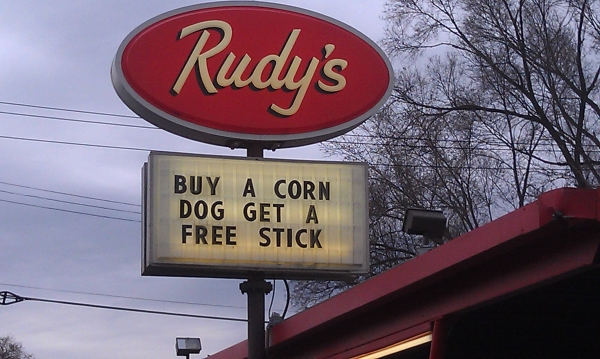 Rudy's
BUY A CORN
DOG GET A
FREE STICK